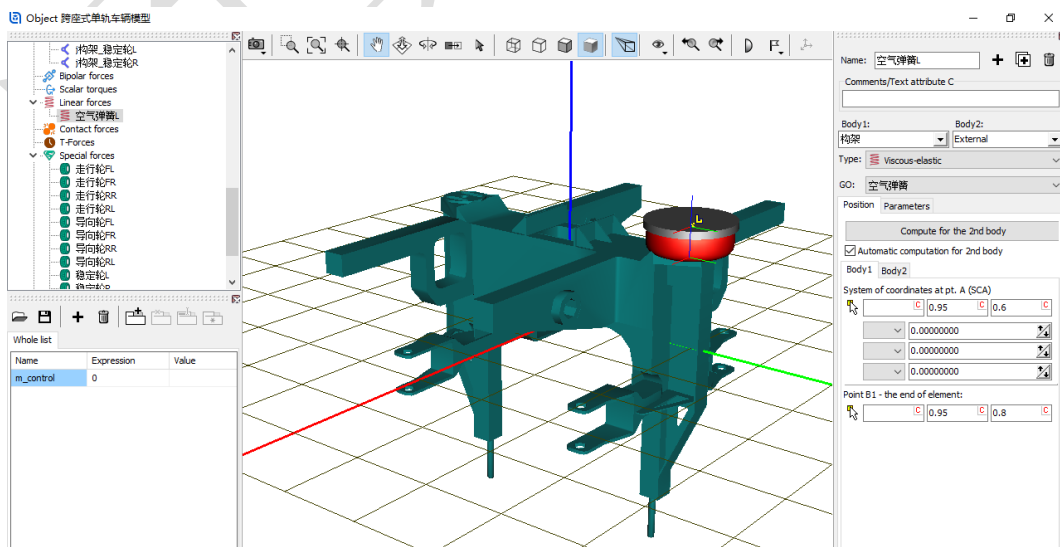 Object 跨座式单轨车辆模型
构架_稳定轮L
构架_稳定轮R
Bipolar forces
Scalar torques
Linear forces
空气弹簧L
Contact forces
T-Forces
Special forces
走行轮FL
走行轮FR
走行轮RR
走行轮RL
导向轮FL
导向轮FR
导向轮RR
导向轮RL
稳定轮L
稳定轮R
Whole list
Name Expression Value
m_control 0
L
Name: 空气弹簧L
Comments/Text attribute C
Body1: Body2:
构架 External
Type: Viscous-elastic
GO: 空气弹簧
Position Parameters
Compute for the 2nd body
Automatic computation for 2nd body
Body1 Body2
System of coordinates at pt. A (SCA)
C 0.95 C 0.6 C
0.00000000
0.00000000
0.00000000
Point B1 - the end of element:
C 0.95 C 0.8 C